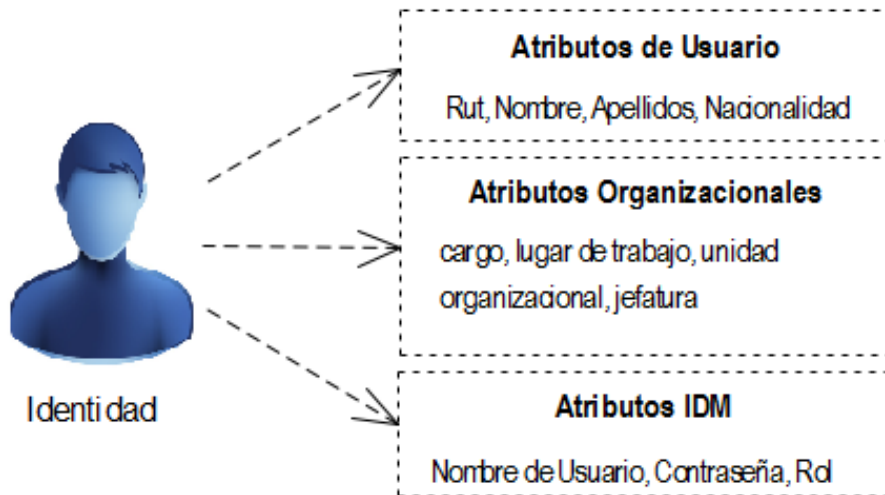 Atributos de Usuario
Rut, Nombre, Apellidos, Nacionalidad
Atributos Organizacionales
cargo, lugar de trabajo, unidad
organizacional, jefatura
Identidad
Atributos IDM
Nombre de Usuario, Contraseña, Rol